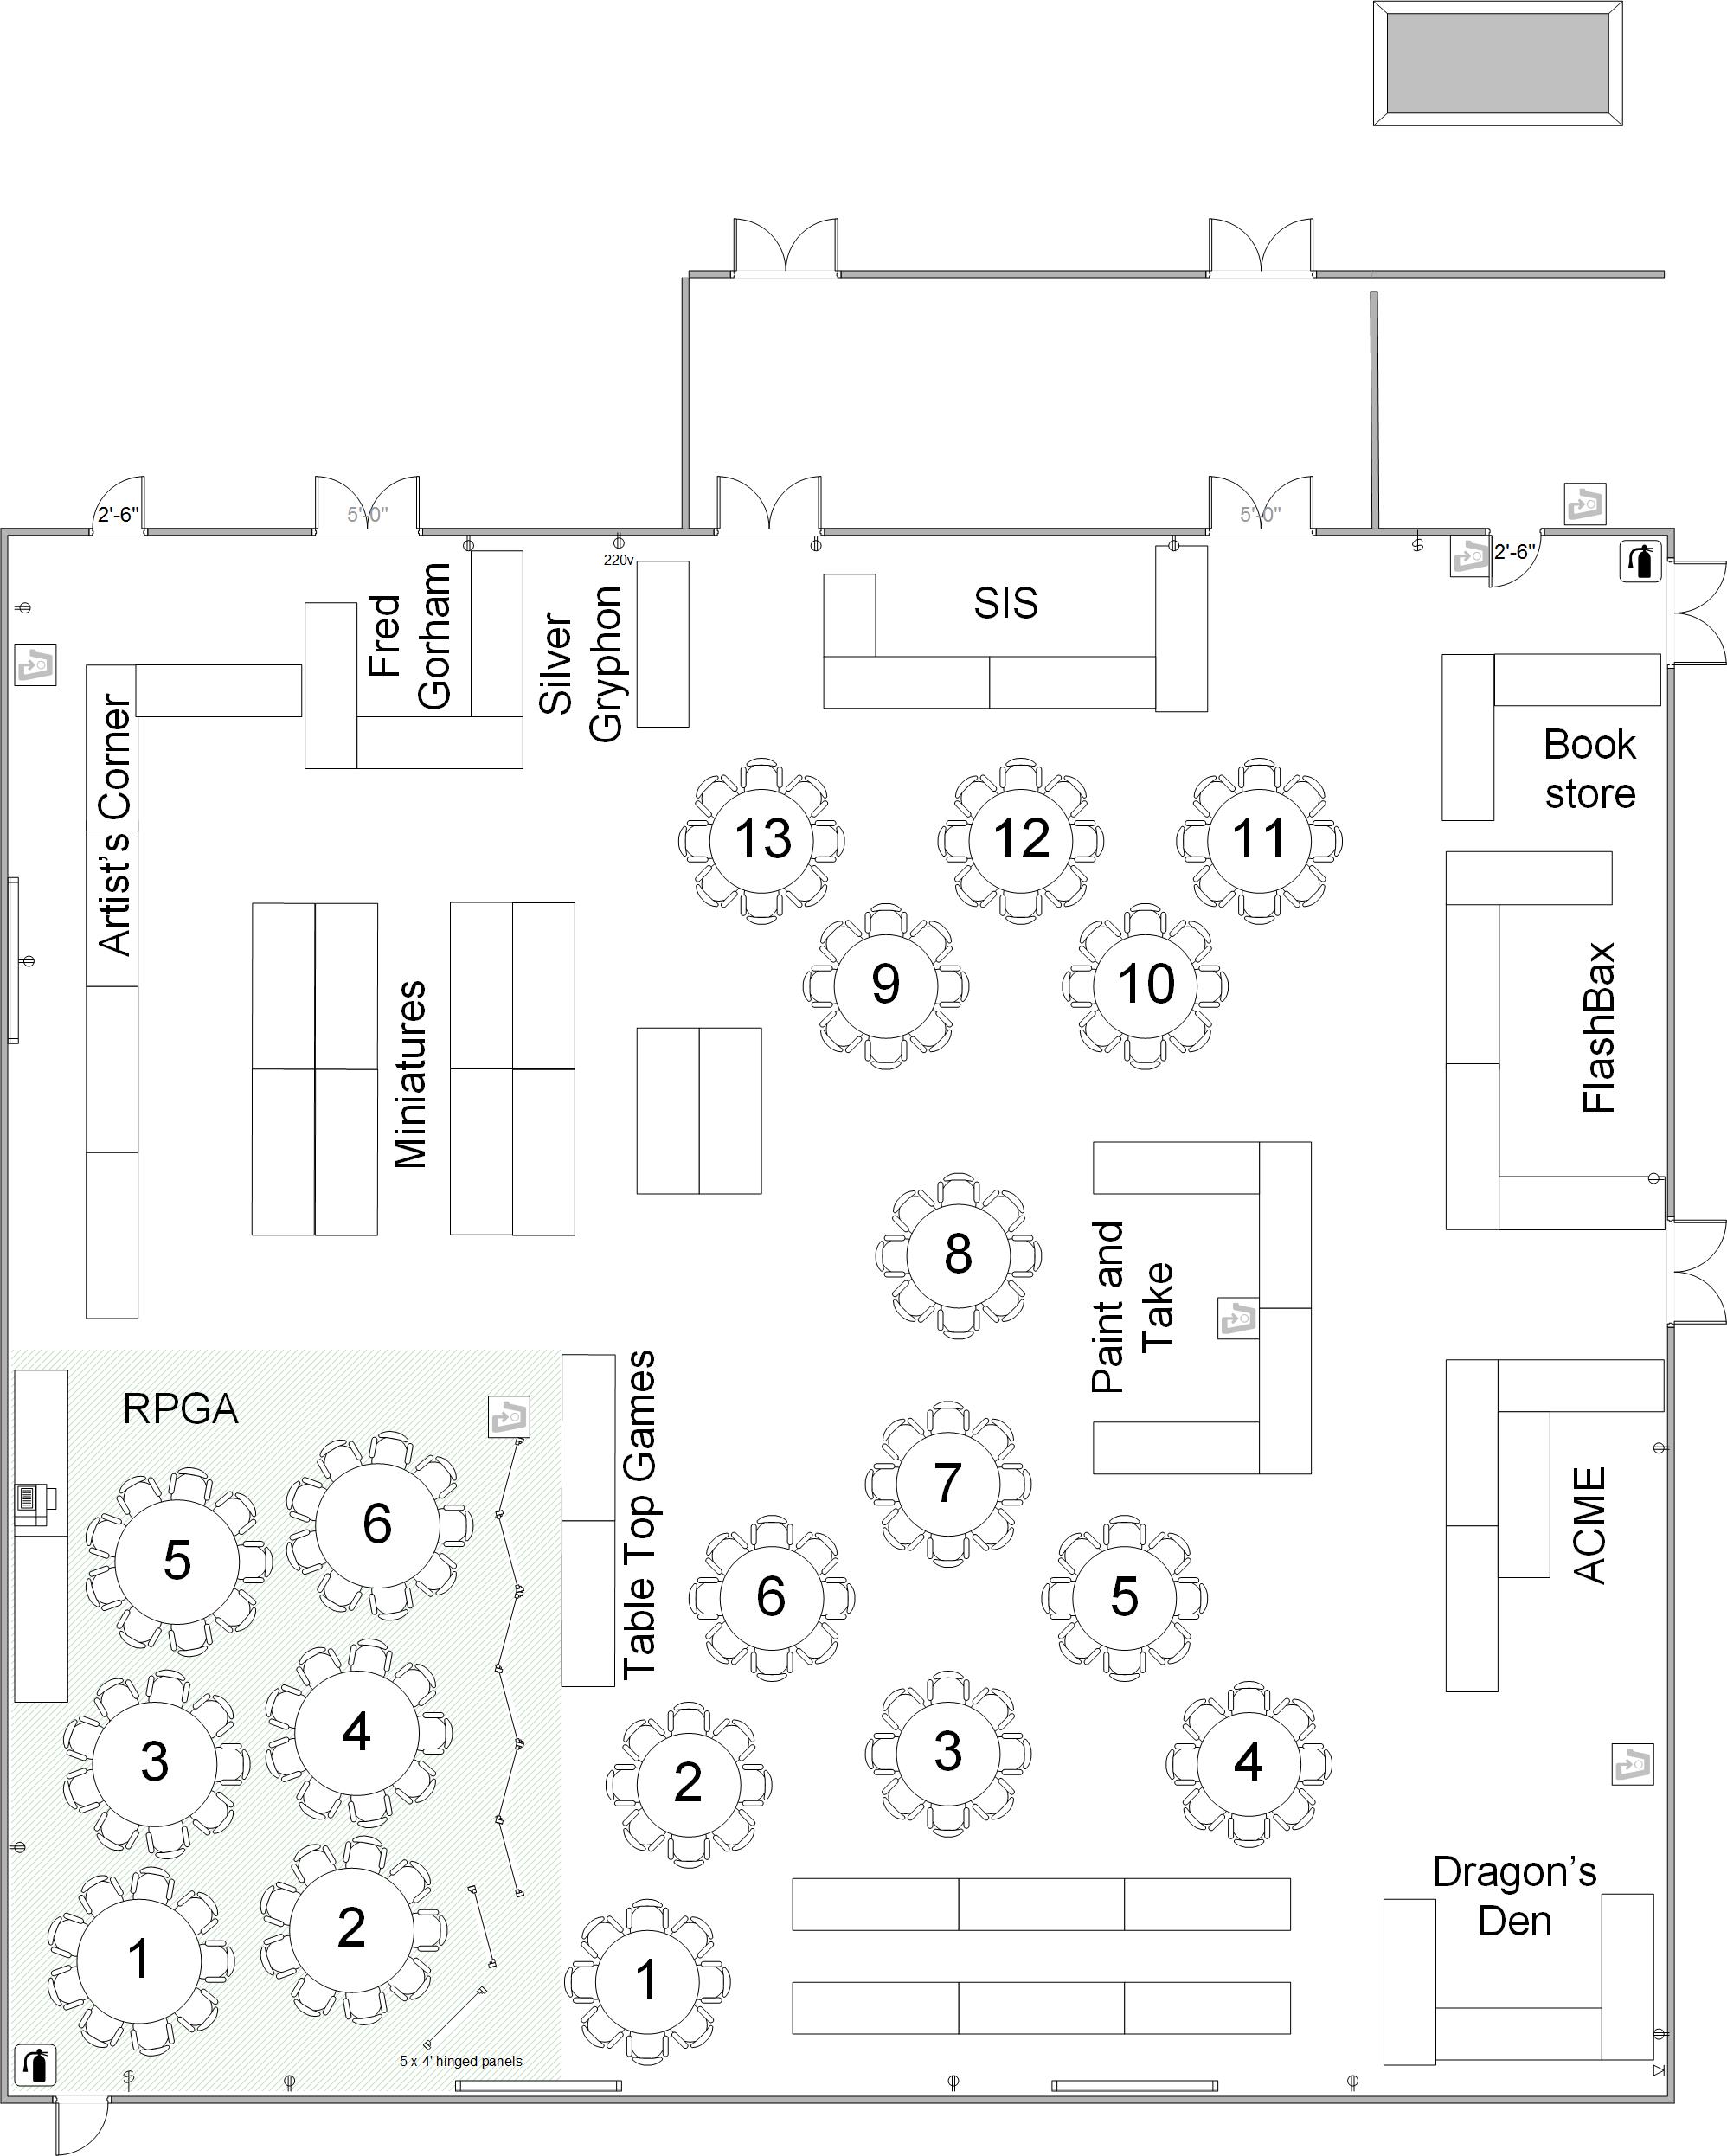 2'-6"
5'-0"
5'-0"
2'-6"
220v
Fred
Gorham
Silver
Gryphon
SIS
Book
store
Artist’s Corner
13
12
11
9
10
Miniatures
FlashBax
8
Paint and
Take
RPGA
Table Top Games
7
ACME
6
5
6
5
4
3
2
3
4
Dragon’s
Den
2
1
1
5 x 4' hinged panels